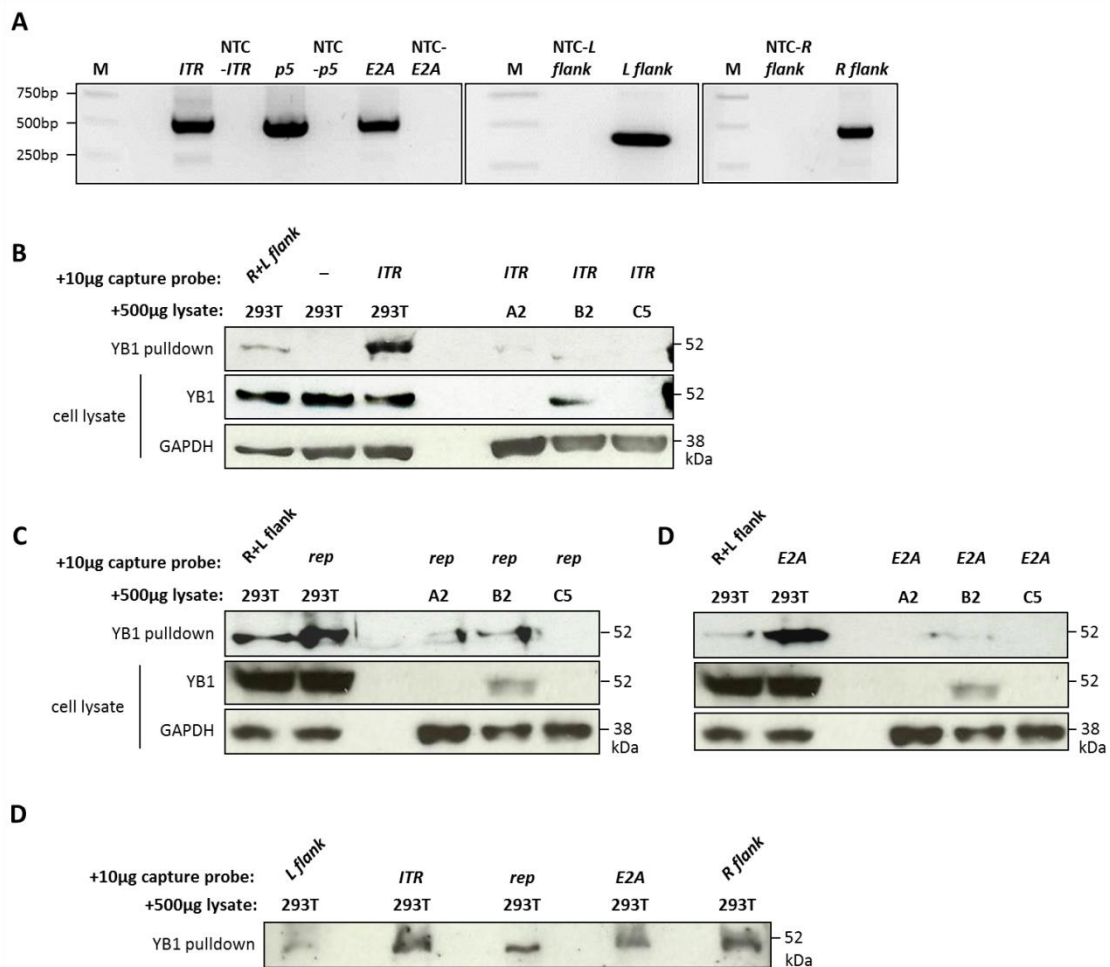 A
M ITR NTC -ITR p5 NTC -p5 E2A NTC- E2A M NTC-L flank L flank M NTC-R flank R flank
750bp
500bp
250bp
B
+10µg capture probe: R+L flank – ITR ITR ITR ITR
+500µg lysate: 293T 293T 293T A2 B2 C5
YB1 pulldown 52
cell lysate YB1 52
GAPDH 38
kDa
C
+10µg capture probe: R+L flank rep rep rep rep
+500µg lysate: 293T 293T A2 B2 C5
YB1 pulldown 52
cell lysate YB1 52
GAPDH 38
kDa
D
R+L flank E2A E2A E2A E2A
293T 293T A2 B2 C5
52
52
38
kDa
D
+10µg capture probe: L flank ITR rep E2A R flank
+500µg lysate: 293T 293T 293T 293T 293T
YB1 pulldown 52
kDa